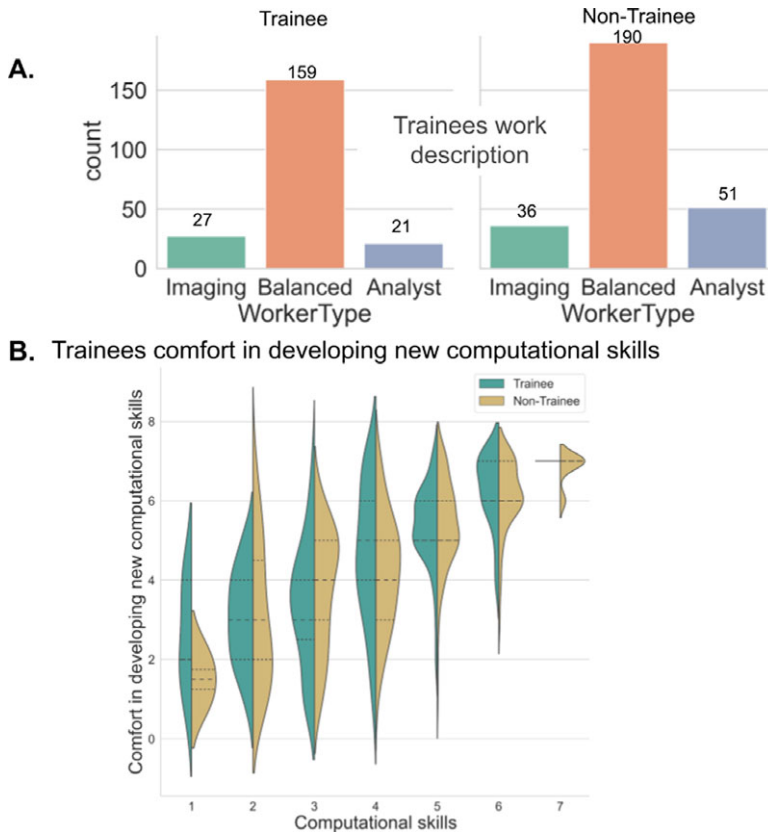 A.
Trainee
Non-Trainee
count
150
100
50
0
159
27
21
Imaging Balanced Analyst
WorkerType
Trainees work
description
190
36
51
Imaging Balanced Analyst
WorkerType
B. Trainees comfort in developing new computational skills
Trainee
Non-Trainee
Comfort in developing new computational skills
8
6
4
2
0
1 2 3 4 5 6 7
Computational skills